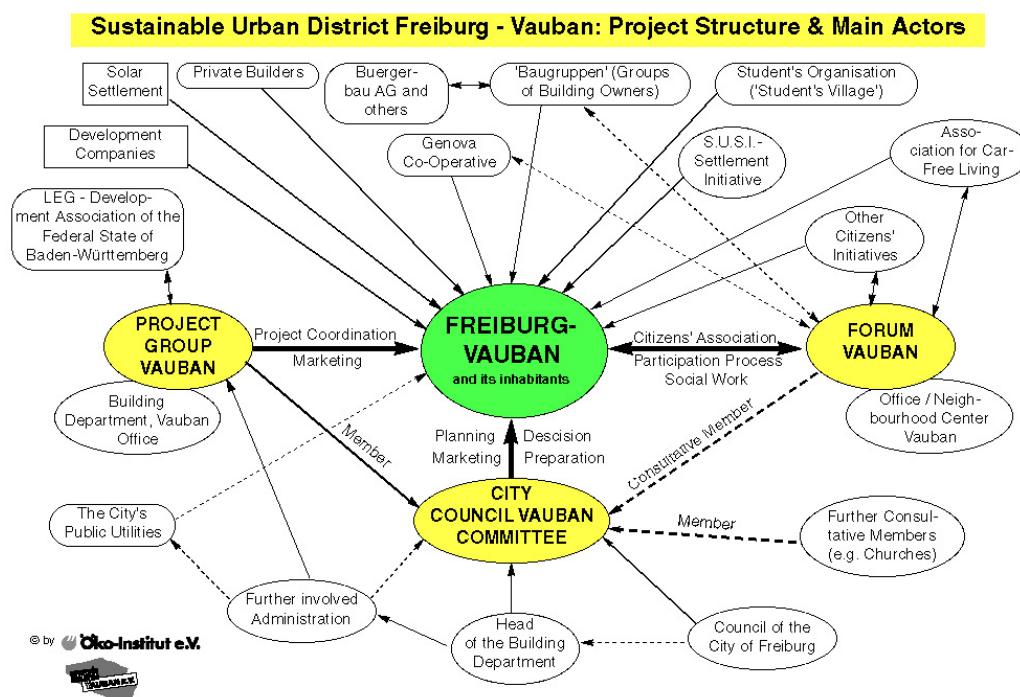 Sustainable Urban District Freiburg - Vauban: Project Structure & Main Actors
Solar
Settlement
Private Builders
Buerger-
bau AG and
others
'Baugruppen' (Groups
of Building Owners)
Student's Organisation
('Student's Village')
Development
Companies
Genova
Co-Operative
S.U.S.I.-
Settlement
Initiative
Asso-
ciation for Car-
Free Living
LEG - Develop-
ment Association of the
Federal State of
Baden-Württemberg
Other
Citizens'
Initiatives
PROJECT
GROUP
VAUBAN
Project Coordination
Marketing
FREIBURG-
VAUBAN
and its inhabitants
Citizens' Association
Participation Process
Social Work
FORUM
VAUBAN
Building
Department, Vauban
Office
Office / Neigh-
bourhood Center
Vauban
Member
Planning
Marketing
Descision
Preparation
Consultative Member
The City's
Public Utilities
CITY
COUNCIL VAUBAN
COMMITTEE
Member
Further Consul-
tative Members
(e.g. Churches)
Further involved
Administration
Head
of the Building
Department
Council of the
City of Freiburg
© by Öko-Institut e.V.